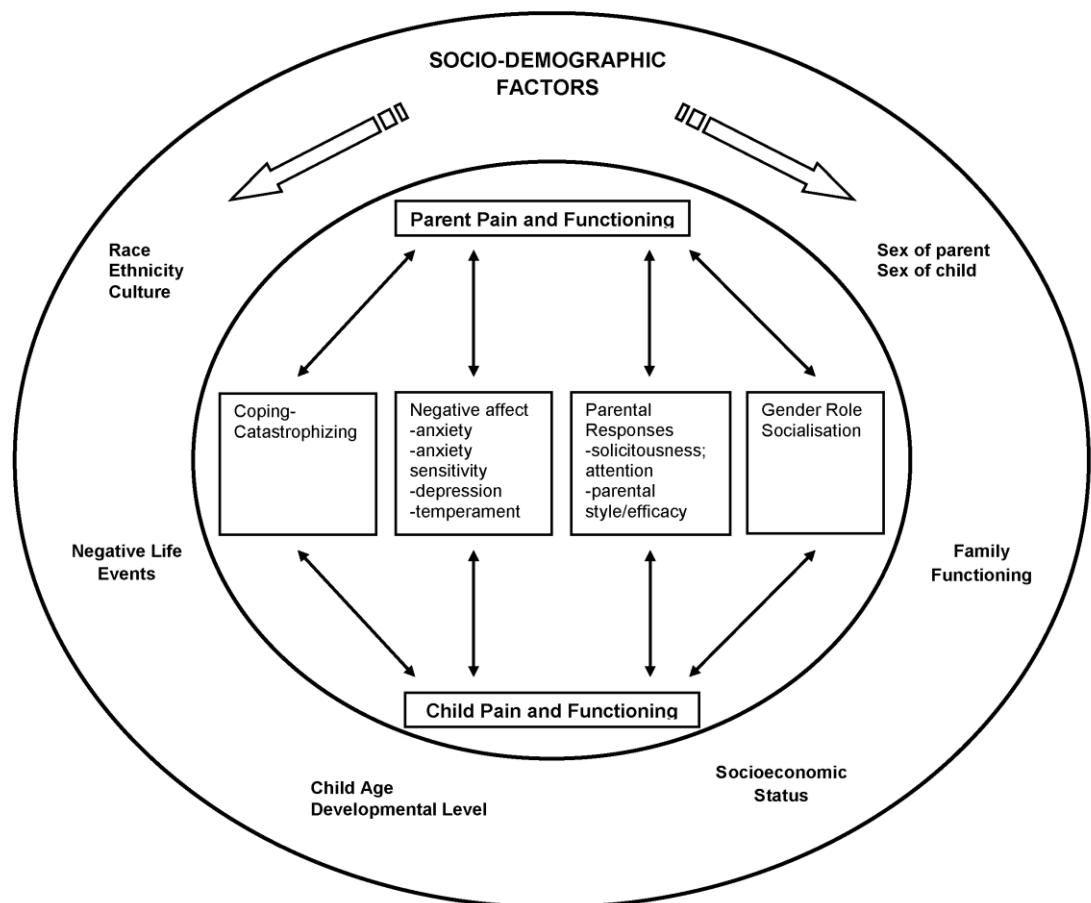 SOCIO-DEMOGRAPHIC
FACTORS
Parent Pain and Functioning
Race
Ethnicity
Culture
Sex of parent
Sex of child
Coping-
Catastrophizing
Negative affect
-anxiety
-anxiety
sensitivity
-depression
-temperament
Parental
Responses
-solicitousness;
attention
-parental
style/efficacy
Gender Role
Socialisation
Negative Life
Events
Family
Functioning
Child Pain and Functioning
Child Age
Developmental Level
Socioeconomic
Status